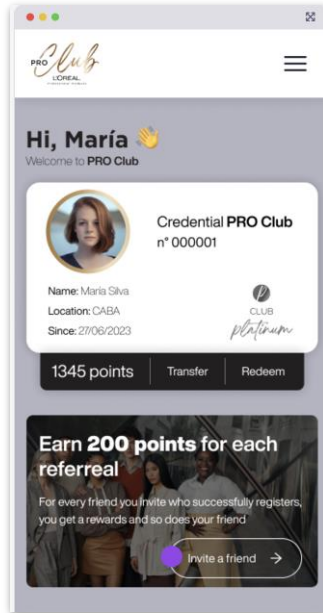 PRO Club
L'ORÉAL
Hi, María 👋
Welcome to PRO Club
Credential PRO Club
n° 000001
Name: Maria Silva
Location: CABA
Since: 27/06/2023
CLUB
platinum
1345 points
Transfer
Redeem
Earn 200 points for each
referreal
For every friend you invite who successfully registers,
you get a rewards and so does your friend
Invite a friend →